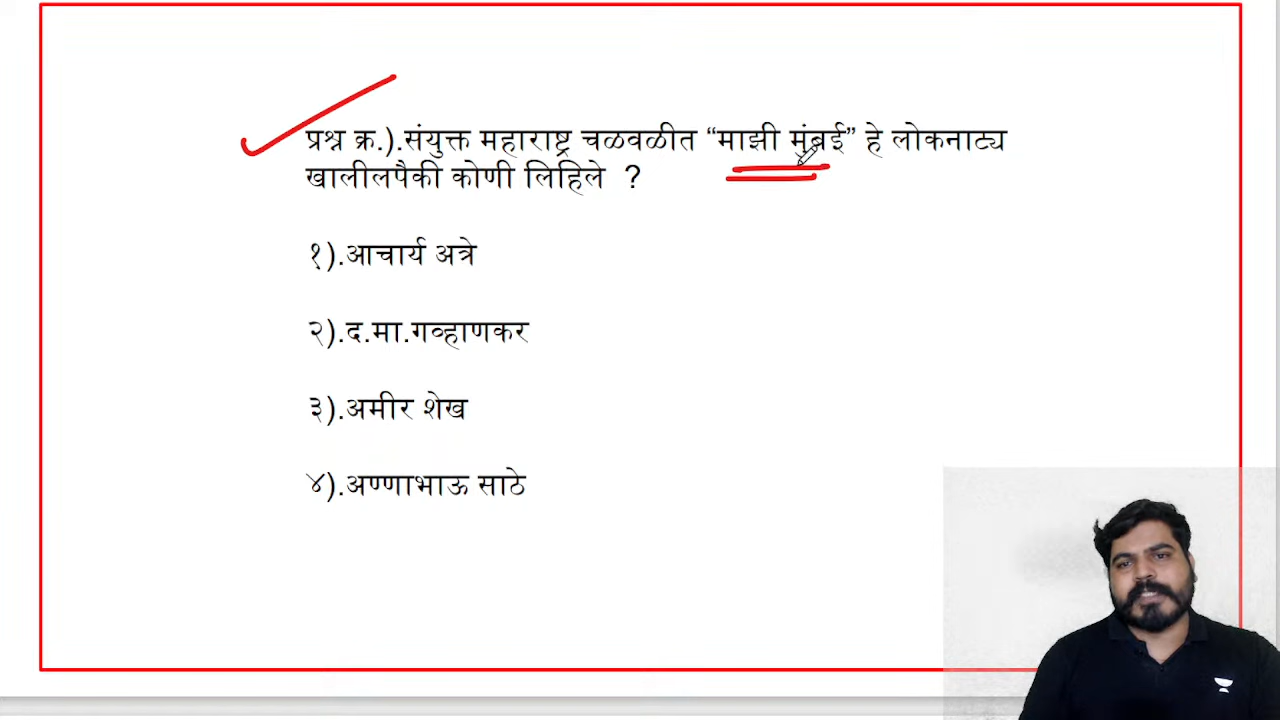 प्रश्न क्र.).संयुक्त महाराष्ट्र चळवळीत “माझी मुंबई” हे लोकनाट्य
खालीलपैकी कोणी लिहिले ?
१).आचार्य अत्रे
२).द.मा.गव्हाणकर
३).अमीर शेख
४).अण्णाभाऊ साठे